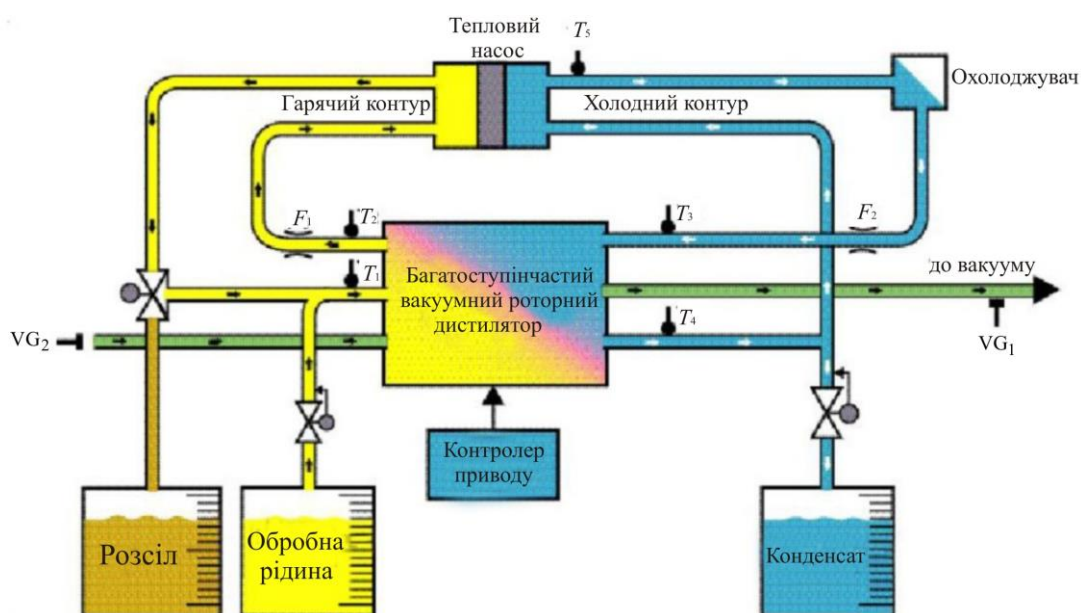 Тепловий
насос
T5
Охолоджувач
Гарячий контур
Холодний контур
F1
T2
T3
F2
T1
Багатоступінчастий
вакуумний роторний
дистилятор
до вакууму
VG2
T4
VG1
Контролер
приводу
Розсіл
Обробна
рідина
Конденсат